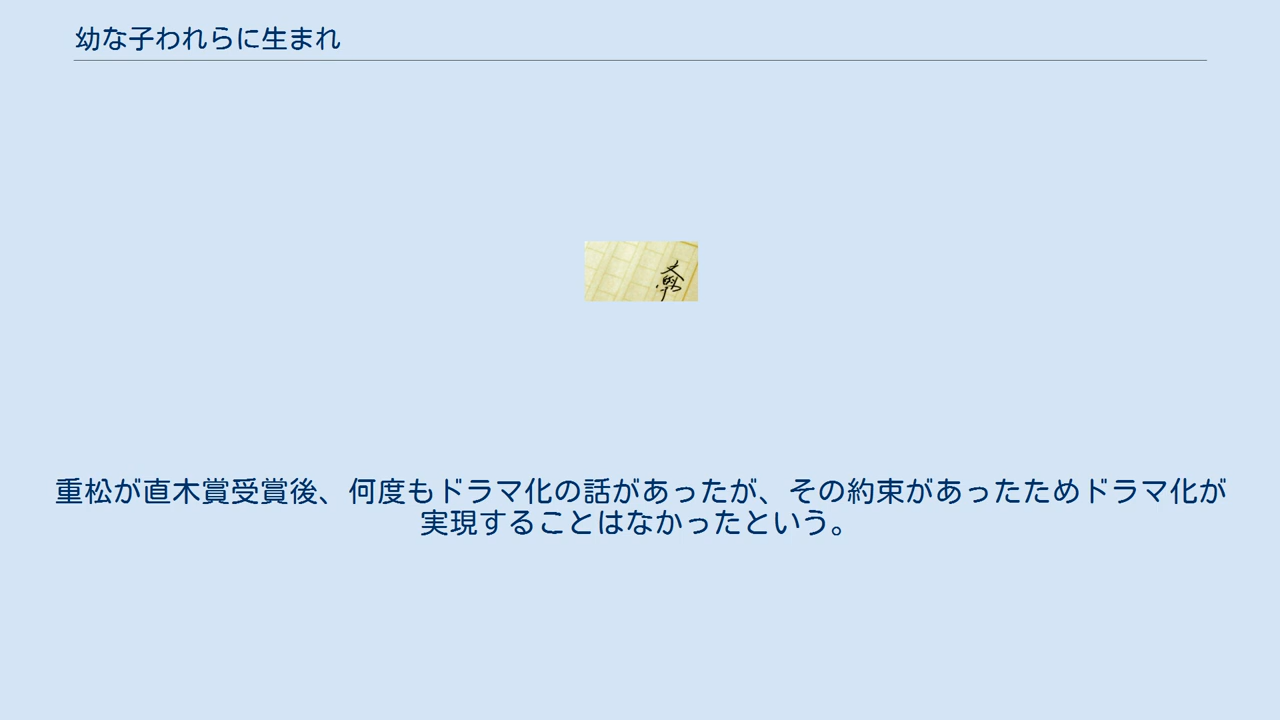 幼な子われらに生まれ
重松が直木賞受賞後、何度もドラマ化の話があったが、その約束があったためドラマ化が
実現することはなかったという。